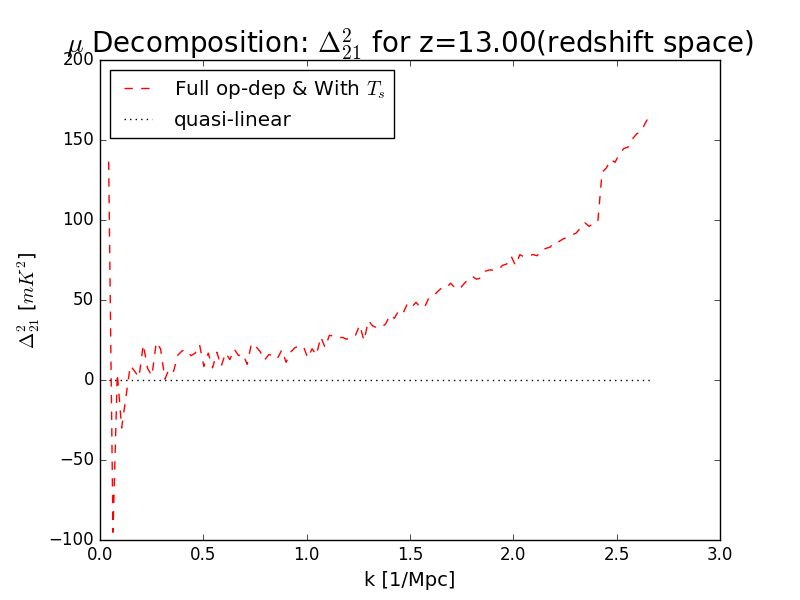 μ Decomposition: Δ²₂₁ for z=13.00(redshift space)
200
150
100
50
0
−50
−100
Δ²₂₁ [mK²]
Full op-dep & With Tₛ
quasi-linear
0.0 0.5 1.0 1.5 2.0 2.5 3.0
k [1/Mpc]